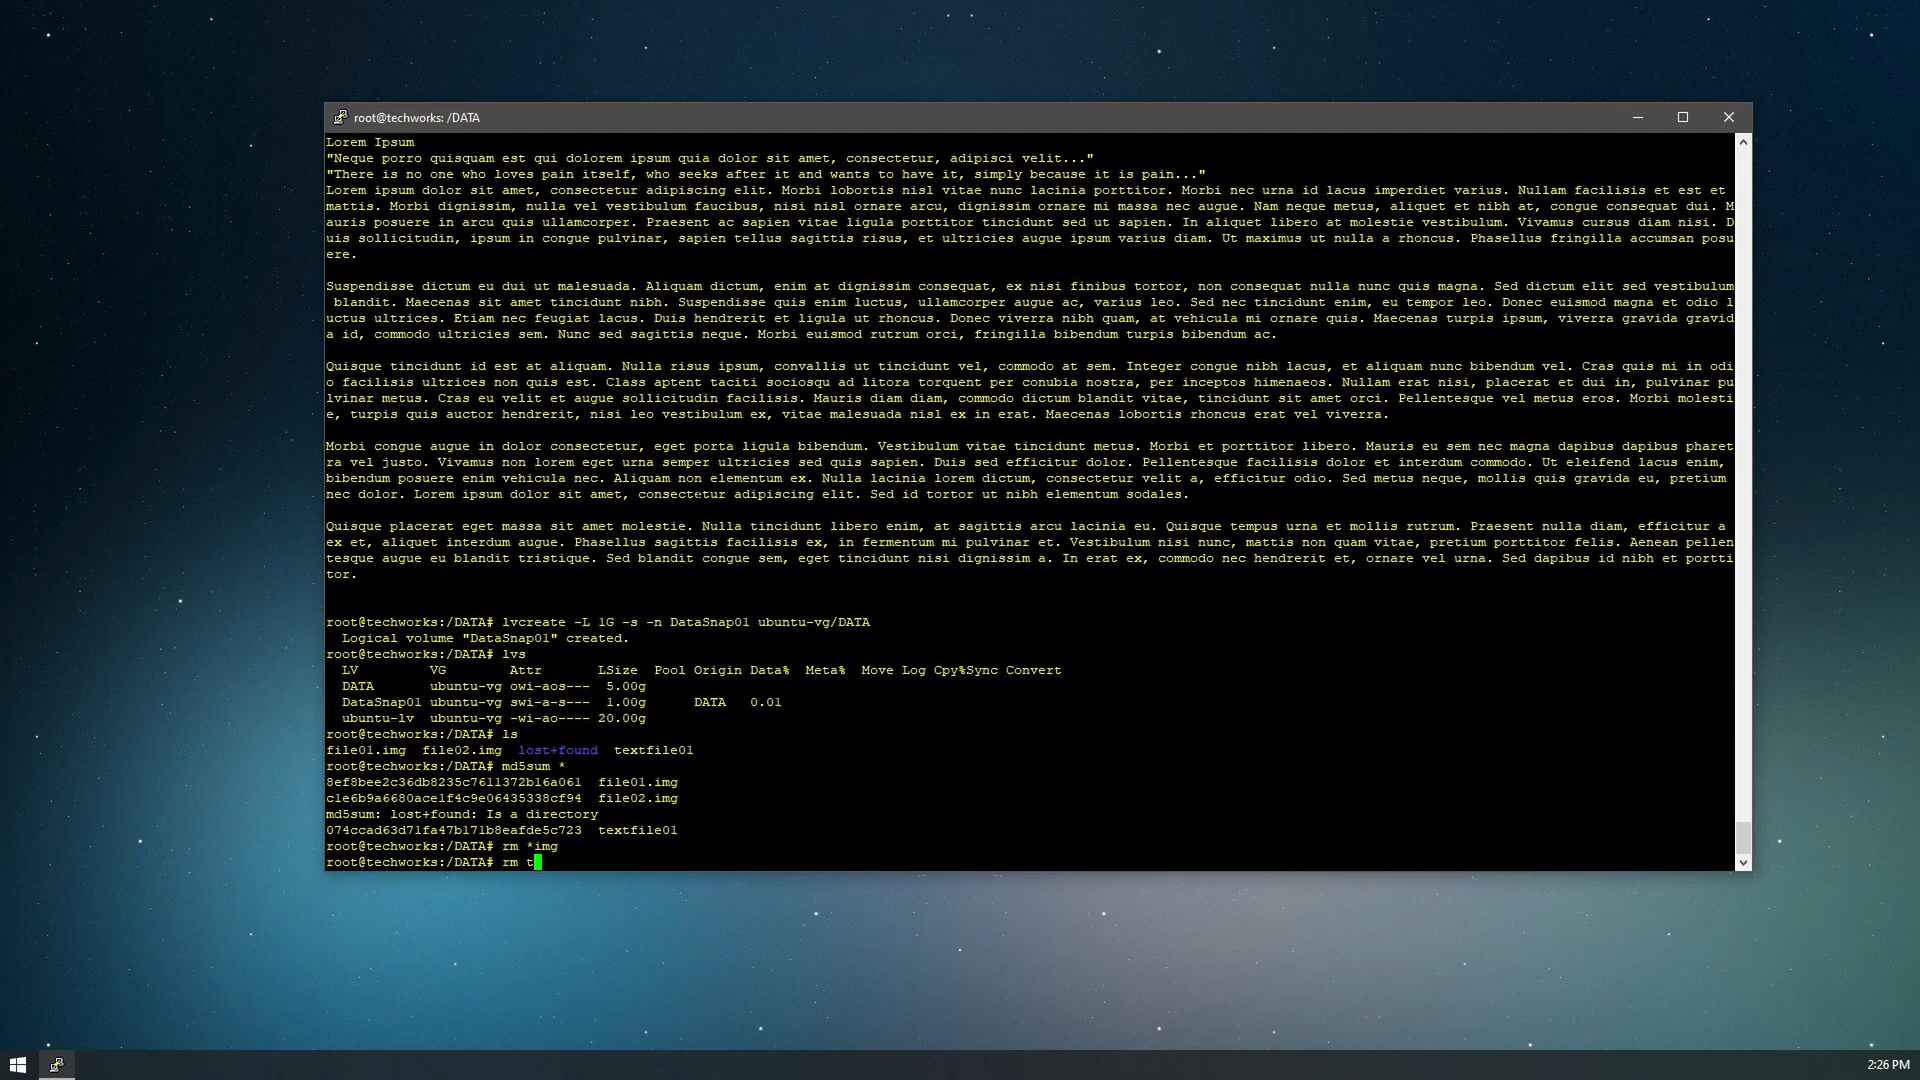 root@techworks: /DATA
Lorem Ipsum
"Neque porro quisquam est qui dolorem ipsum quia dolor sit amet, consectetur, adipisci velit..."
"There is no one who loves pain itself, who seeks after it and wants to have it, simply because it is pain..."
Lorem ipsum dolor sit amet, consectetur adipiscing elit. Morbi lobortis nisl vitae nunc lacinia porttitor. Morbi nec urna id lacus imperdiet varius. Nullam facilisis et est et
mattis. Morbi dignissim, nulla vel vestibulum faucibus, nisi nisl ornare arcu, dignissim ornare mi massa nec augue. Nam neque metus, aliquet et nibh at, congue consequat dui. M
auris posuere in arcu quis ullamcorper. Praesent ac sapien vitae ligula porttitor tincidunt sed ut sapien. In aliquet libero at molestie vestibulum. Vivamus cursus diam nisi. D
uis sollicitudin, ipsum in congue pulvinar, sapien tellus sagittis risus, et ultricies augue ipsum varius diam. Ut maximus ut nulla a rhoncus. Phasellus fringilla accumsan posu
ere.
Suspendisse dictum eu dui ut malesuada. Aliquam dictum, enim at dignissim consequat, ex nisi finibus tortor, non consequat nulla nunc quis magna. Sed dictum elit sed vestibulum
 blandit. Maecenas sit amet tincidunt nibh. Suspendisse quis enim luctus, ullamcorper augue ac, varius leo. Sed nec tincidunt enim, eu tempor leo. Donec euismod magna et odio l
uctus ultrices. Etiam nec feugiat lacus. Duis hendrerit et ligula ut rhoncus. Donec viverra nibh quam, at vehicula mi ornare quis. Maecenas turpis ipsum, viverra gravida gravid
a id, commodo ultricies sem. Nunc sed sagittis neque. Morbi euismod rutrum orci, fringilla bibendum turpis bibendum ac.
Quisque tincidunt id est at aliquam. Nulla risus ipsum, convallis ut tincidunt vel, commodo at sem. Integer congue nibh lacus, et aliquam nunc bibendum vel. Cras quis mi in odi
o facilisis ultrices non quis est. Class aptent taciti sociosqu ad litora torquent per conubia nostra, per inceptos himenaeos. Nullam erat nisi, placerat et dui in, pulvinar pu
lvinar metus. Cras eu velit et augue sollicitudin facilisis. Mauris diam diam, commodo dictum blandit vitae, tincidunt sit amet orci. Pellentesque vel metus eros. Morbi molesti
e, turpis quis auctor hendrerit, nisi leo vestibulum ex, vitae malesuada nisl ex in erat. Maecenas lobortis rhoncus erat vel viverra.
Morbi congue augue in dolor consectetur, eget porta ligula bibendum. Vestibulum vitae tincidunt metus. Morbi et porttitor libero. Mauris eu sem nec magna dapibus dapibus pharet
ra vel justo. Vivamus non lorem eget urna semper ultricies sed quis sapien. Duis sed efficitur dolor. Pellentesque facilisis dolor et interdum commodo. Ut eleifend lacus enim,
bibendum posuere enim vehicula nec. Aliquam non elementum ex. Nulla lacinia lorem dictum, consectetur velit a, efficitur odio. Sed metus neque, mollis quis gravida eu, pretium
nec dolor. Lorem ipsum dolor sit amet, consectetur adipiscing elit. Sed id tortor ut nibh elementum sodales.
Quisque placerat eget massa sit amet molestie. Nulla tincidunt libero enim, at sagittis arcu lacinia eu. Quisque tempus urna et mollis rutrum. Praesent nulla diam, efficitur a
ex et, aliquet interdum augue. Phasellus sagittis facilisis ex, in fermentum mi pulvinar et. Vestibulum nisi nunc, mattis non quam vitae, pretium porttitor felis. Aenean pellen
tesque augue eu blandit tristique. Sed blandit congue sem, eget tincidunt nisi dignissim a. In erat ex, commodo nec hendrerit et, ornare vel urna. Sed dapibus id nibh et portti
tor.
root@techworks:/DATA# lvcreate -L 1G -s -n DataSnap01 ubuntu-vg/DATA
  Logical volume "DataSnap01" created.
root@techworks:/DATA# lvs
  LV         VG        Attr       LSize  Pool Origin Data%  Meta%  Move Log Cpy%Sync Convert
  DATA       ubuntu-vg owi-aos---  5.00g
  DataSnap01 ubuntu-vg swi-a-s---  1.00g      DATA   0.01
  ubuntu-lv  ubuntu-vg -wi-ao---- 20.00g
root@techworks:/DATA# ls
file01.img  file02.img  lost+found  textfile01
root@techworks:/DATA# md5sum *
8ef8bee2c36db8235c7611372b16a061  file01.img
c1e6b9a6680ace1f4c9e06435338cf94  file02.img
md5sum: lost+found: Is a directory
074ccad63d71fa47b171b8eafde5c723  textfile01
root@techworks:/DATA# rm *img
root@techworks:/DATA# rm t
2:26 PM